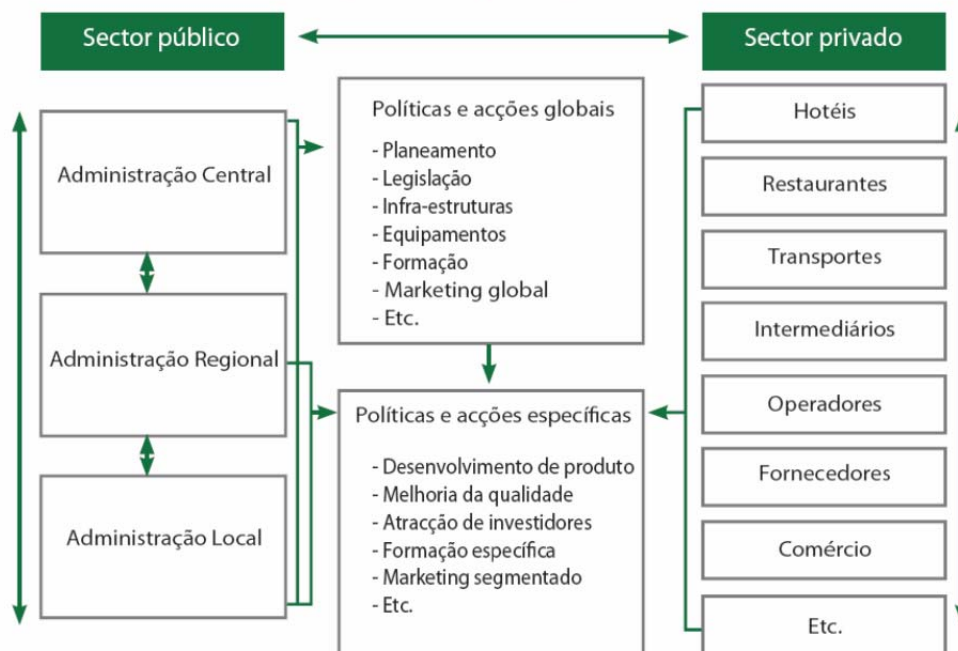 Sector público
Sector privado
Administração Central
Administração Regional
Administração Local
Políticas e acções globais
- Planeamento
- Legislação
- Infra-estruturas
- Equipamentos
- Formação
- Marketing global
- Etc.
Políticas e acções específicas
- Desenvolvimento de produto
- Melhoria da qualidade
- Atracção de investidores
- Formação específica
- Marketing segmentado
- Etc.
Hotéis
Restaurantes
Transportes
Intermediários
Operadores
Fornecedores
Comércio
Etc.